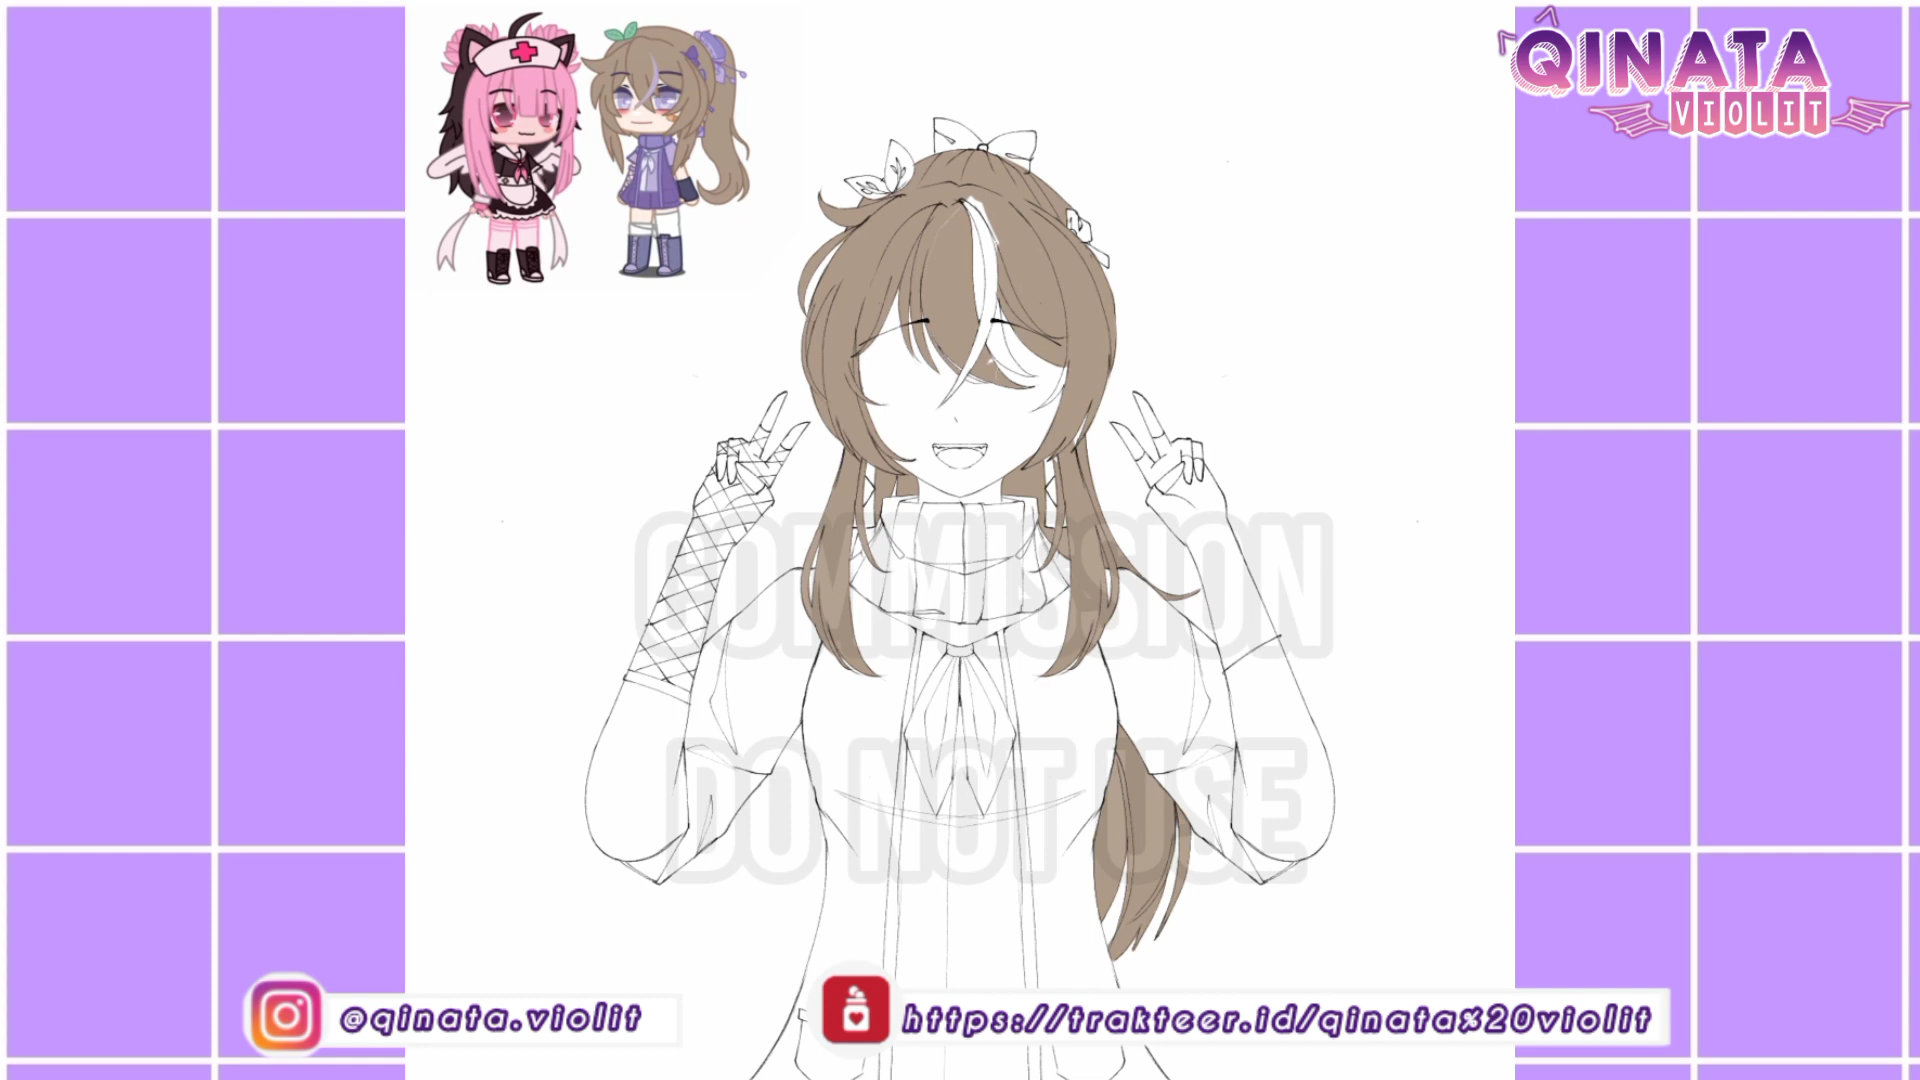 QINATA
VIOLIT
COMMISSION
DO NOT USE
@qinata.violit
https://trakteer.id/qinata%20violit